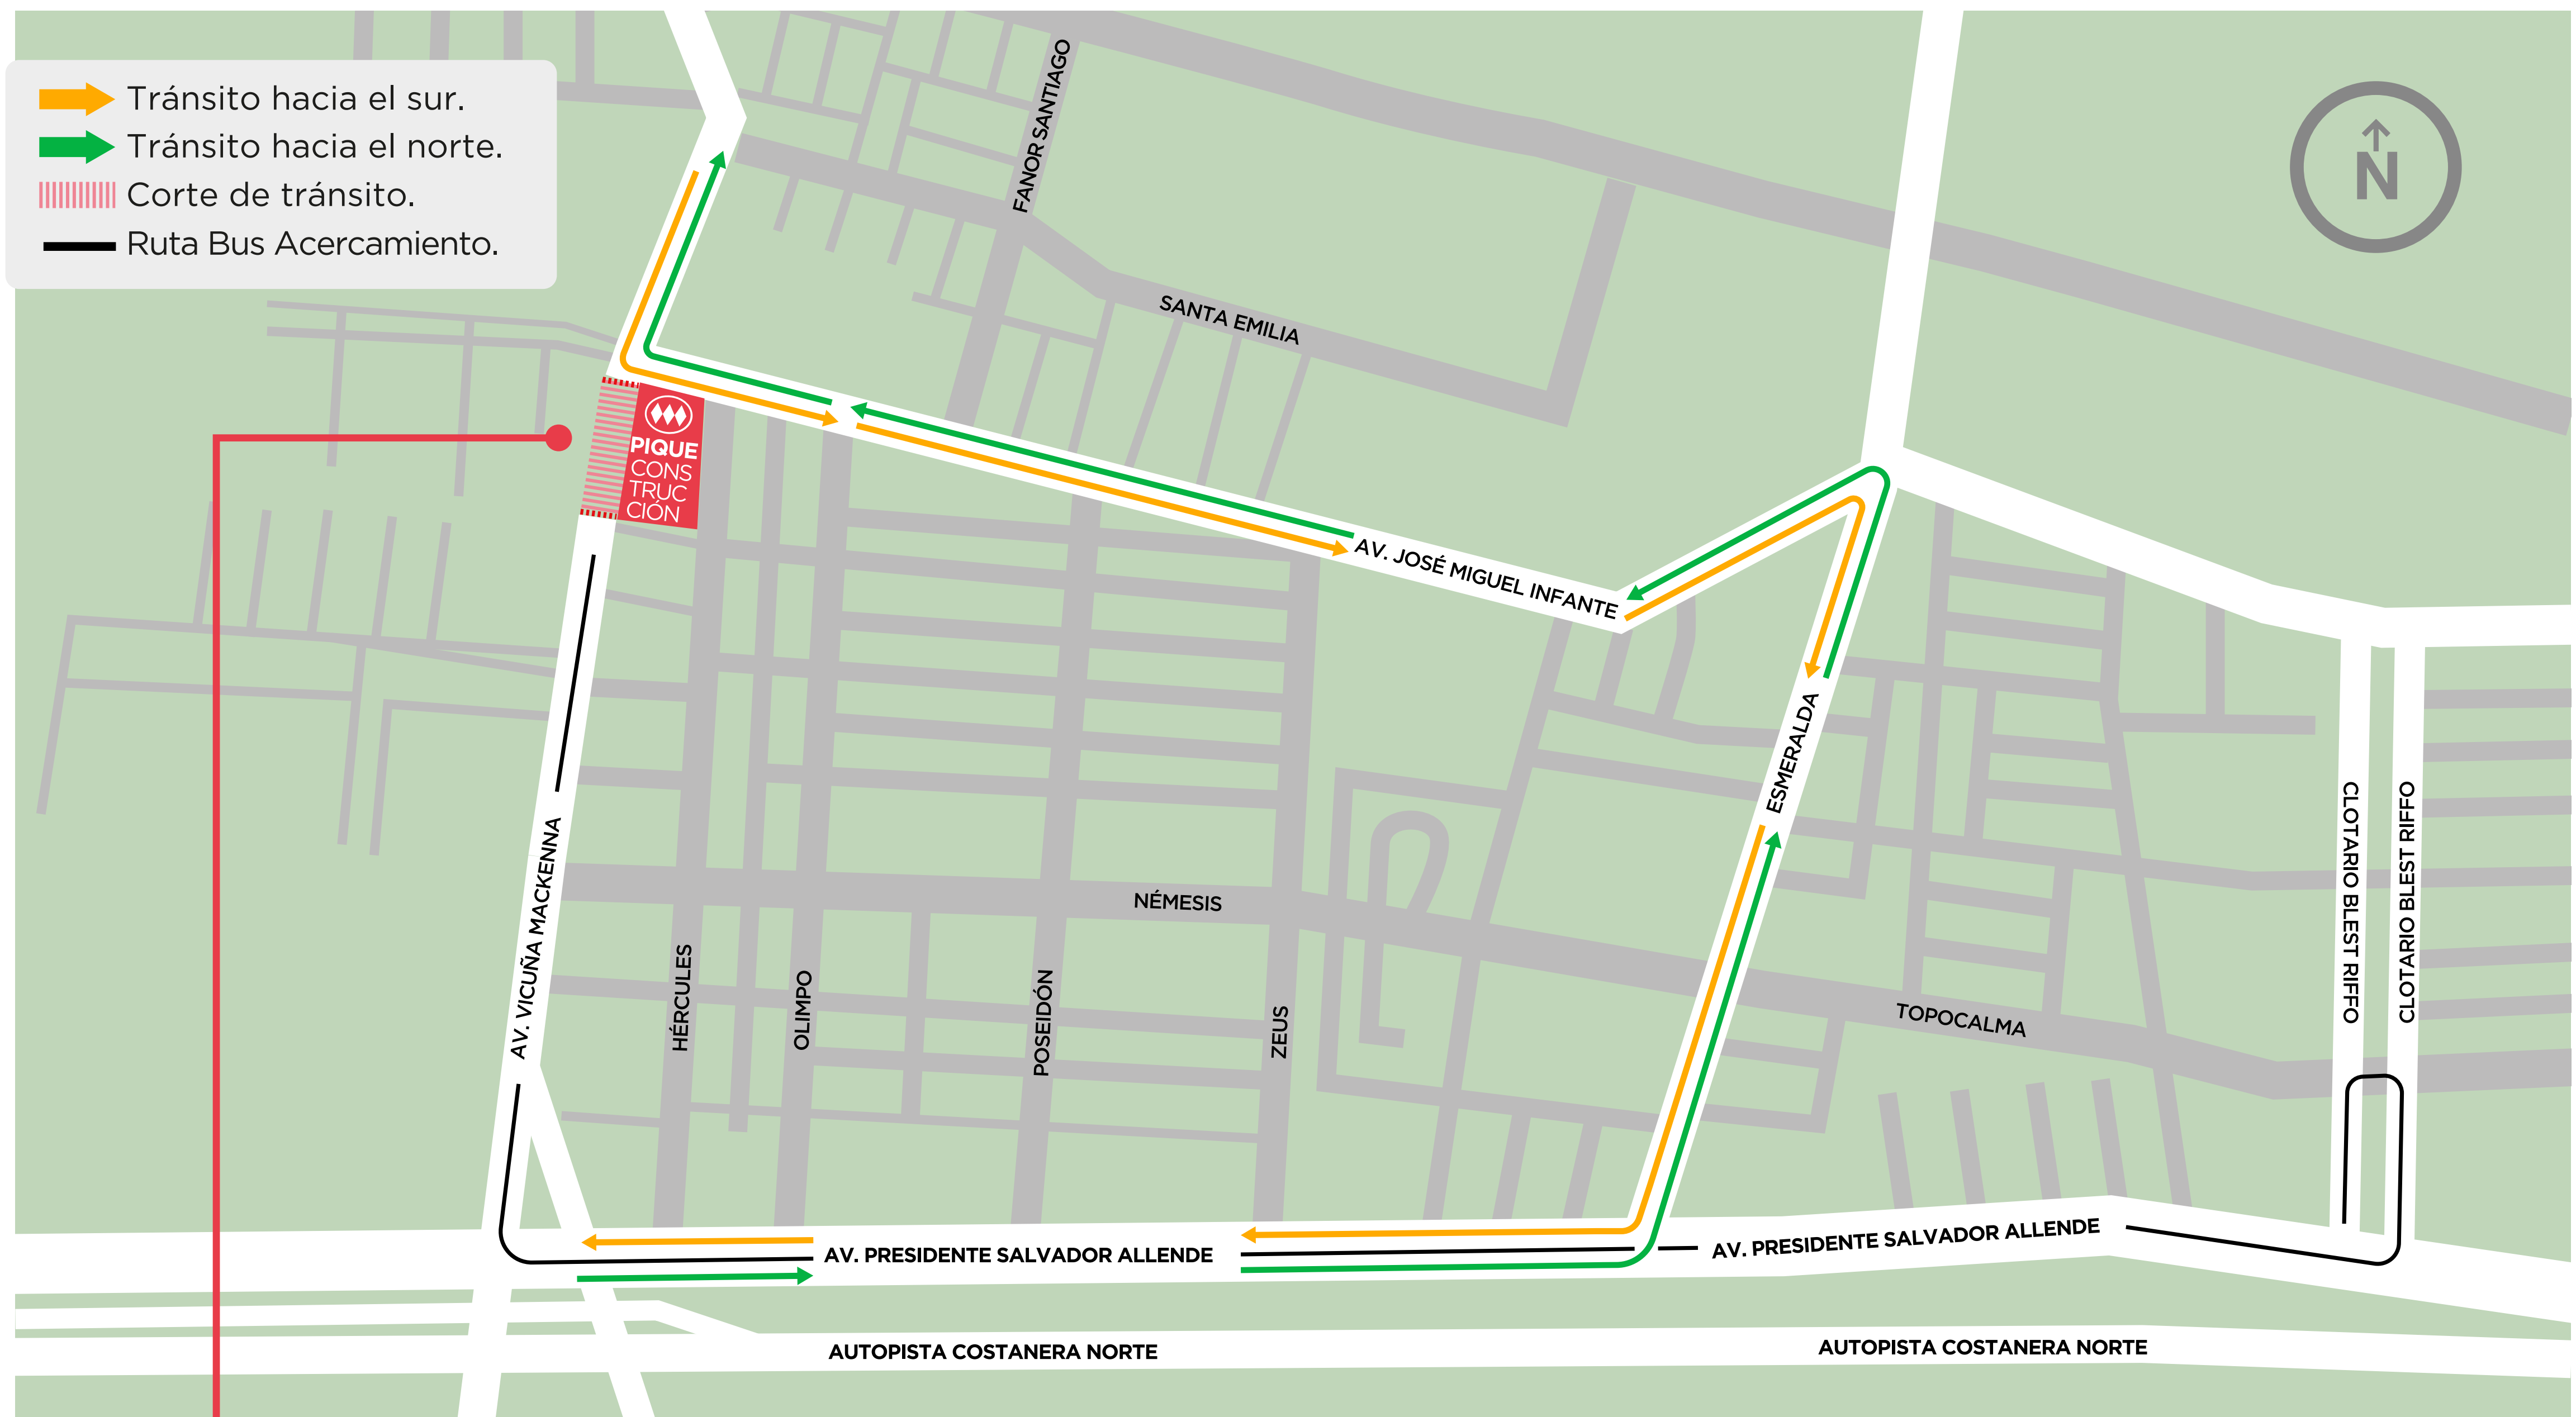 Tránsito hacia el sur.
Tránsito hacia el norte.
Corte de tránsito.
Ruta Bus Acercamiento.
N
FANOR SANTIAGO
SANTA EMILIA
PIQUE
CONS
TRUC
CIÓN
AV. JOSÉ MIGUEL INFANTE
ESMERALDA
AV. VICUÑA MACKENNA
NÉMESIS
HÉRCULES
OLIMPO
POSEIDÓN
ZEUS
TOPOCALMA
CLOTARIO BLEST RIFFO
CLOTARIO BLEST RIFFO
AV. PRESIDENTE SALVADOR ALLENDE
AV. PRESIDENTE SALVADOR ALLENDE
AUTOPISTA COSTANERA NORTE
AUTOPISTA COSTANERA NORTE